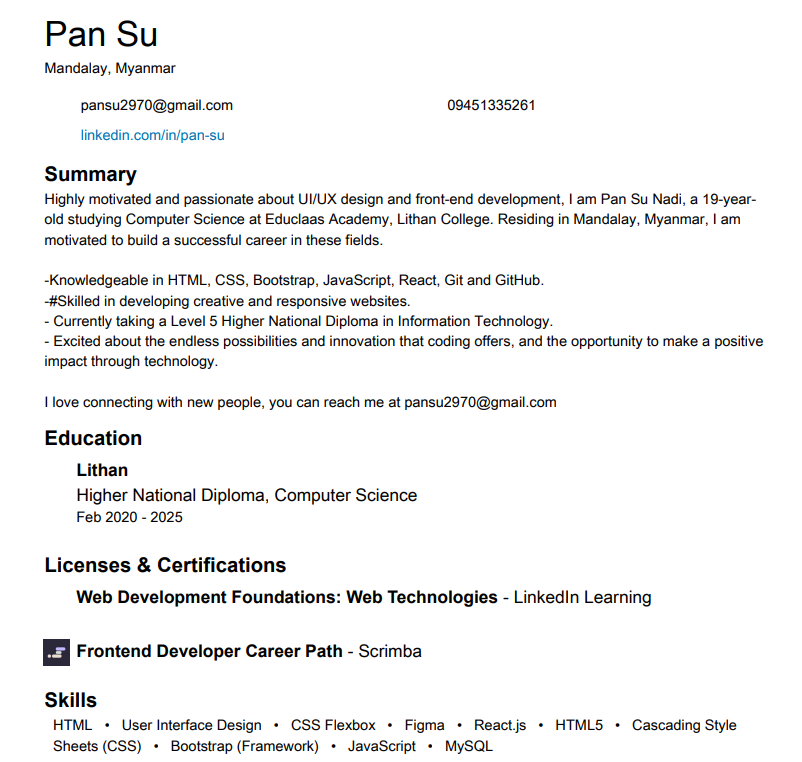 Pan Su
Mandalay, Myanmar
pansu2970@gmail.com 09451335261
linkedin.com/in/pan-su
Summary
Highly motivated and passionate about UI/UX design and front-end development, I am Pan Su Nadi, a 19-year-
old studying Computer Science at Educlaas Academy, Lithan College. Residing in Mandalay, Myanmar, I am
motivated to build a successful career in these fields.
-Knowledgeable in HTML, CSS, Bootstrap, JavaScript, React, Git and GitHub.
-#Skilled in developing creative and responsive websites.
- Currently taking a Level 5 Higher National Diploma in Information Technology.
- Excited about the endless possibilities and innovation that coding offers, and the opportunity to make a positive
impact through technology.
I love connecting with new people, you can reach me at pansu2970@gmail.com
Education
Lithan
Higher National Diploma, Computer Science
Feb 2020 - 2025
Licenses & Certifications
Web Development Foundations: Web Technologies - LinkedIn Learning
Frontend Developer Career Path - Scrimba
Skills
HTML • User Interface Design • CSS Flexbox • Figma • React.js • HTML5 • Cascading Style
Sheets (CSS) • Bootstrap (Framework) • JavaScript • MySQL